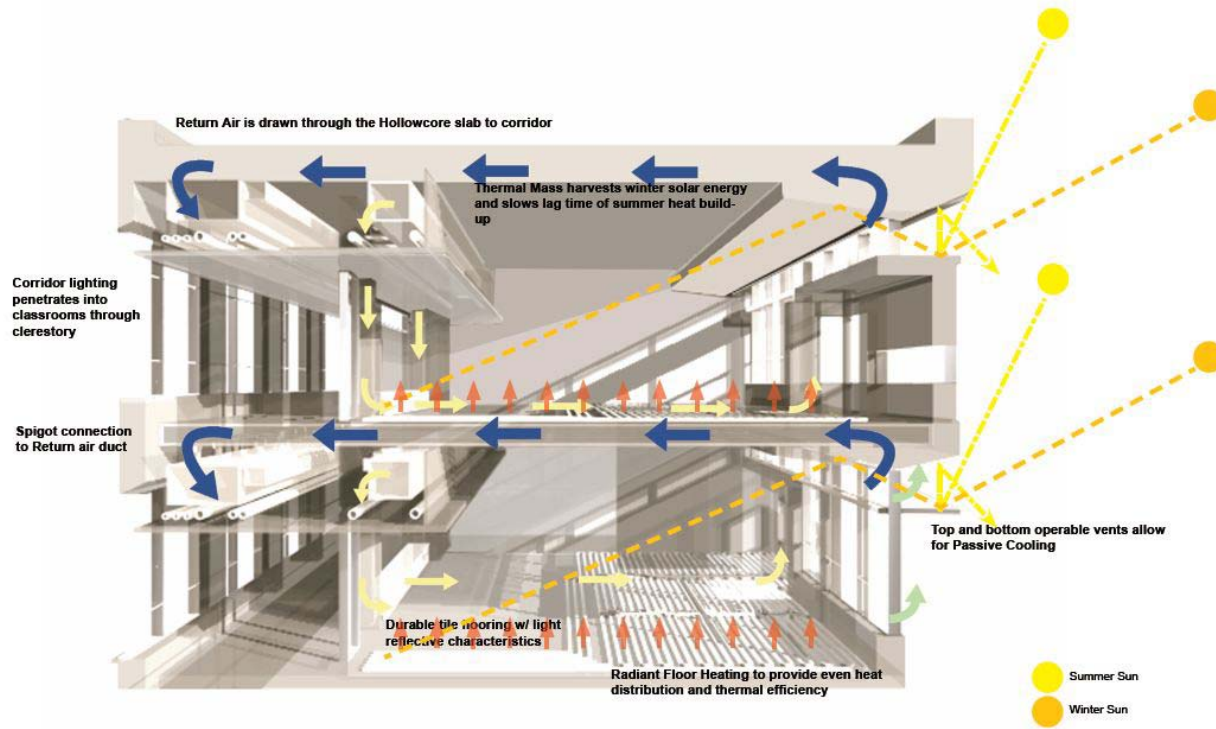 Return Air is drawn through the Hollowcore slab to corridor
Thermal Mass harvests winter solar energy
and slows lag time of summer heat build-
up
Corridor lighting
penetrates into
classrooms through
clerestory
Spigot connection
to Return air duct
Top and bottom operable vents allow
for Passive Cooling
Durable tile flooring w/ light
reflective characteristics
Radiant Floor Heating to provide even heat
distribution and thermal efficiency
Summer Sun
Winter Sun